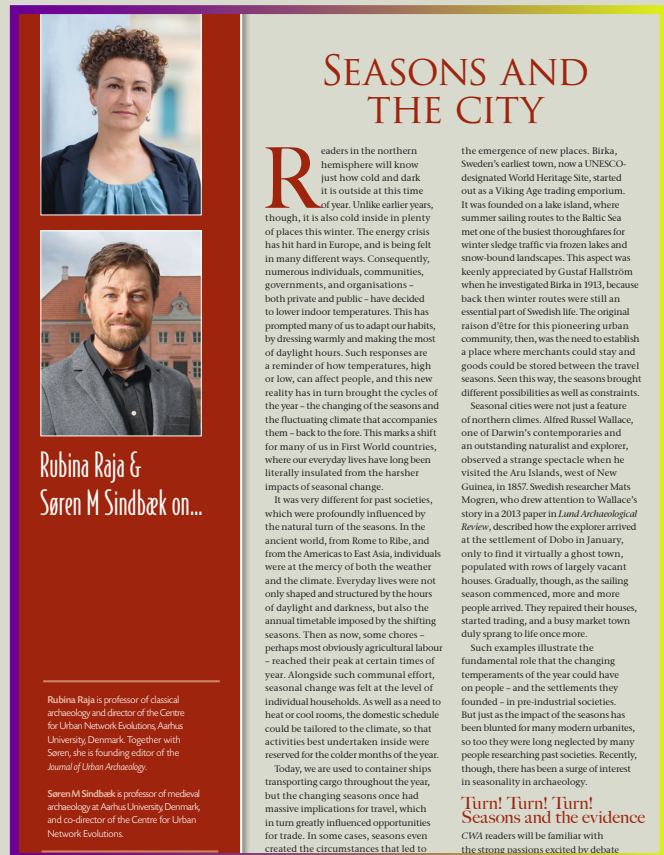 Rubina Raja &
Søren M Sindbæk on...
Rubina Raja is professor of classical
archaeology and director of the Centre
for Urban Network Evolutions, Aarhus
University, Denmark. Together with
Søren, she is founding editor of the
Journal of Urban Archaeology.
Søren M Sindbæk is professor of medieval
archaeology at Aarhus University, Denmark,
and co-director of the Centre for Urban
Network Evolutions.
SEASONS AND
THE CITY
Readers in the northern
hemisphere will know
just how cold and dark
it is outside at this time
of year. Unlike earlier years,
though, it is also cold inside in plenty
of places this winter. The energy crisis
has hit hard in Europe, and is being felt
in many different ways. Consequently,
numerous individuals, communities,
governments, and organisations –
both private and public – have decided
to lower indoor temperatures. This has
prompted many of us to adapt our habits,
by dressing warmly and making the most
of daylight hours. Such responses are
a reminder of how temperatures, high
or low, can affect people, and this new
reality has in turn brought the cycles of
the year – the changing of the seasons and
the fluctuating climate that accompanies
them – back to the fore. This marks a shift
for many of us in First World countries,
where our everyday lives have long been
literally insulated from the harsher
impacts of seasonal change.
It was very different for past societies,
which were profoundly influenced by
the natural turn of the seasons. In the
ancient world, from Rome to Ribe, and
from the Americas to East Asia, individuals
were at the mercy of both the weather
and the climate. Everyday lives were not
only shaped and structured by the hours
of daylight and darkness, but also the
annual timetable imposed by the shifting
seasons. Then as now, some chores –
perhaps most obviously agricultural labour
– reached their peak at certain times of
year. Alongside such communal effort,
seasonal change was felt at the level of
individual households. As well as a need to
heat or cool rooms, the domestic schedule
could be tailored to the climate, so that
activities best undertaken inside were
reserved for the colder months of the year.
Today, we are used to container ships
transporting cargo throughout the year,
but the changing seasons once had
massive implications for travel, which
in turn greatly influenced opportunities
for trade. In some cases, seasons even
created the circumstances that led to
the emergence of new places. Birka,
Sweden's earliest town, now a UNESCO-
designated World Heritage Site, started
out as a Viking Age trading emporium.
It was founded on a lake island, where
summer sailing routes to the Baltic Sea
met one of the busiest thoroughfares for
winter sledge traffic via frozen lakes and
snow-bound landscapes. This aspect was
keenly appreciated by Gustaf Hallström
when he investigated Birka in 1913, because
back then winter routes were still an
essential part of Swedish life. The original
raison d'être for this pioneering urban
community, then, was the need to establish
a place where merchants could stay and
goods could be stored between the travel
seasons. Seen this way, the seasons brought
different possibilities as well as constraints.
Seasonal cities were not just a feature
of northern climes. Alfred Russel Wallace,
one of Darwin's contemporaries and
an outstanding naturalist and explorer,
observed a strange spectacle when he
visited the Aru Islands, west of New
Guinea, in 1857. Swedish researcher Mats
Mogren, who drew attention to Wallace's
story in a 2013 paper in Lund Archaeological
Review, described how the explorer arrived
at the settlement of Dobo in January,
only to find it virtually a ghost town,
populated with rows of largely vacant
houses. Gradually, though, as the sailing
season commenced, more and more
people arrived. They repaired their houses,
started trading, and a busy market town
duly sprang to life once more.
Such examples illustrate the
fundamental role that the changing
temperaments of the year could have
on people – and the settlements they
founded – in pre-industrial societies.
But just as the impact of the seasons has
been blunted for many modern urbanites,
so too they were long neglected by many
people researching past societies. Recently,
though, there has been a surge of interest
in seasonality in archaeology.
Turn! Turn! Turn!
Seasons and the evidence
CWA readers will be familiar with
the strong passions excited by debate